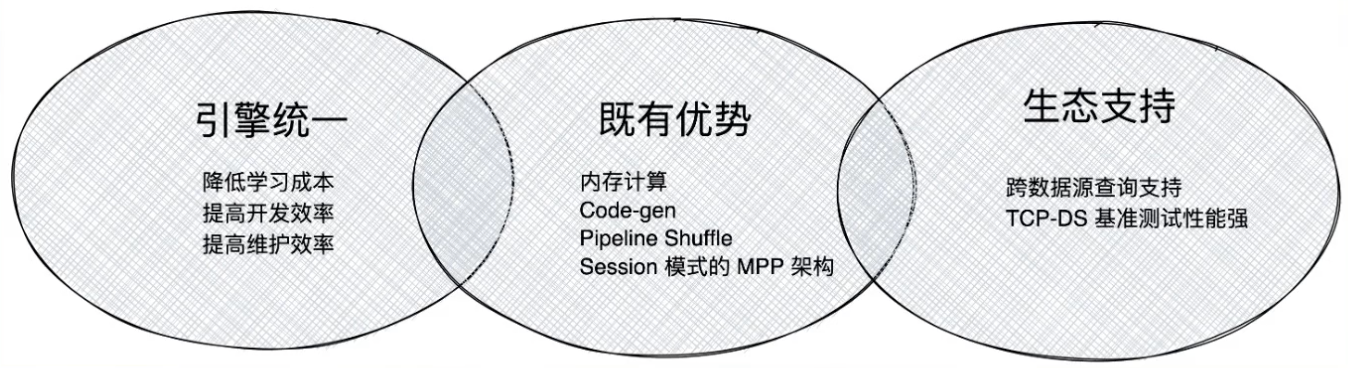 引擎统一
降低学习成本
提高开发效率
提高维护效率
既有优势
内存计算
Code-gen
Pipeline Shuffle
Session 模式的 MPP 架构
生态支持
跨数据源查询支持
TCP-DS 基准测试性能强